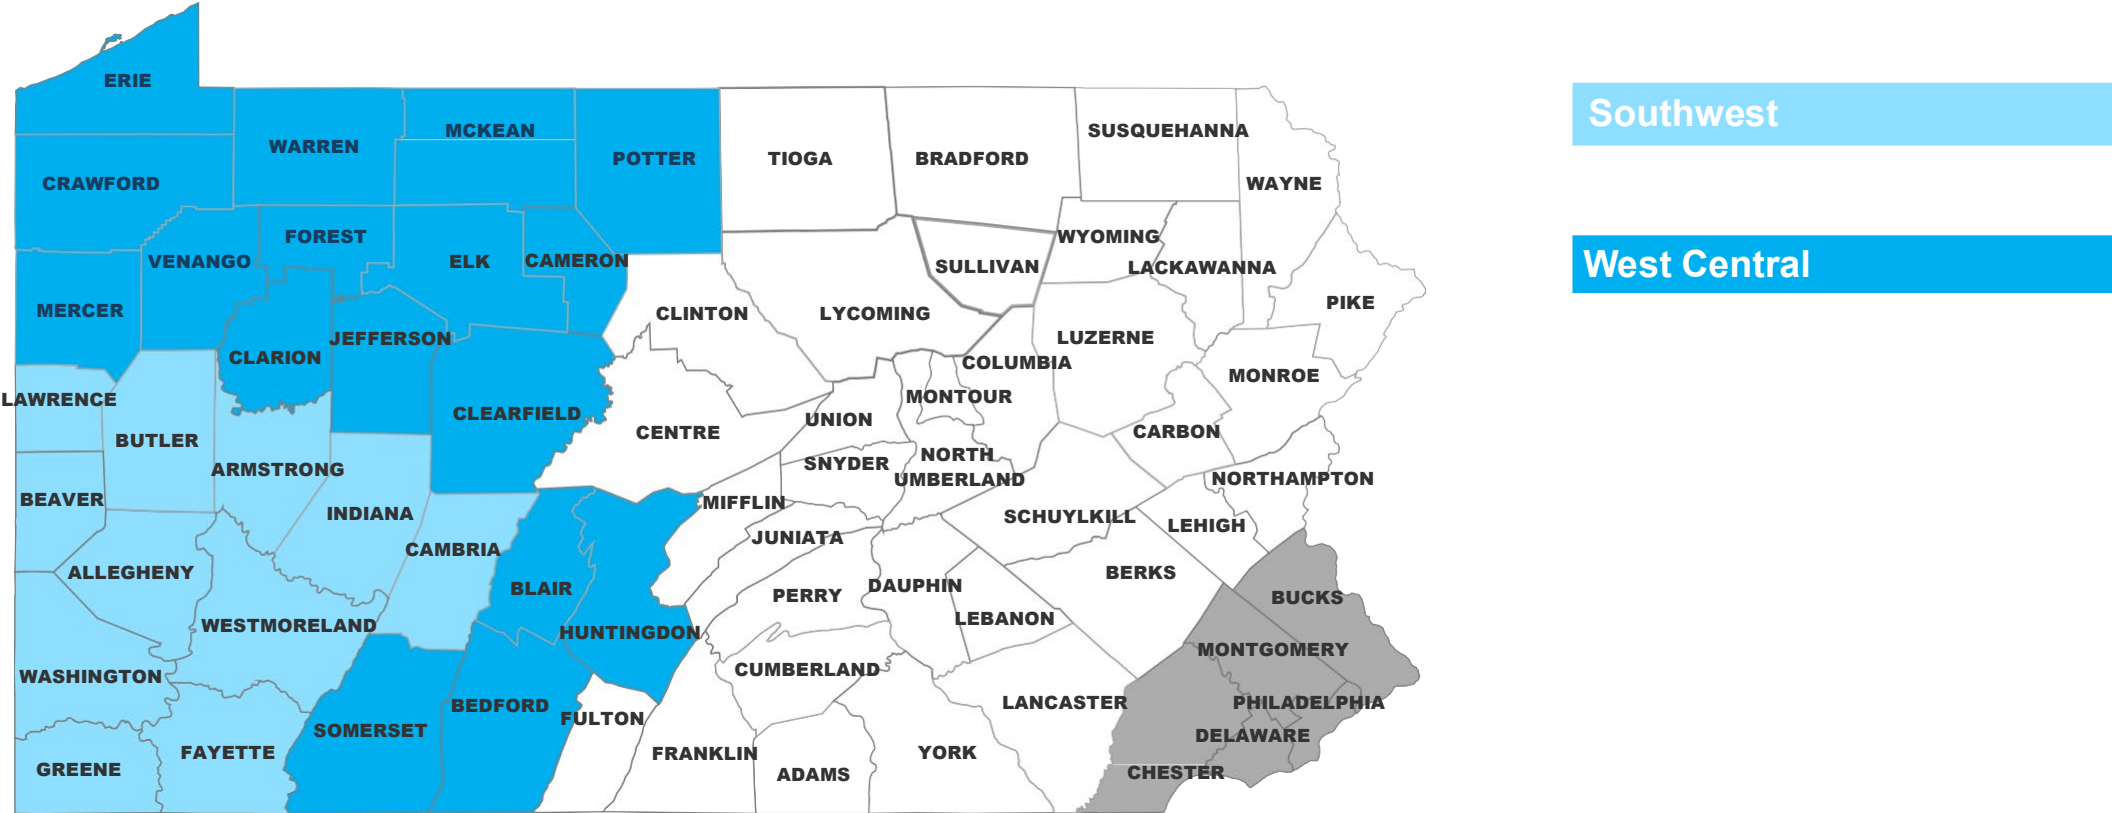 ERIE
Southwest
WARREN
MCKEAN
POTTER
TIOGA
BRADFORD
SUSQUEHANNA
CRAWFORD
WAYNE
FOREST
VENANGO
ELK
CAMERON
SULLIVAN
WYOMING
LACKAWANNA
West Central
MERCER
CLARION
JEFFERSON
CLINTON
LYCOMING
LUZERNE
PIKE
COLUMBIA
MONROE
LAWRENCE
BUTLER
CLEARFIELD
CENTRE
UNION
MONTOUR
CARBON
ARMSTRONG
SNYDER
NORTH
UMBERLAND
NORTHAMPTON
BEAVER
INDIANA
CAMBRIA
MIFFLIN
JUNIATA
SCHUYLKILL
LEHIGH
ALLEGHENY
BLAIR
PERRY
DAUPHIN
LEBANON
BERKS
BUCKS
WESTMORELAND
HUNTINGDON
MONTGOMERY
WASHINGTON
CUMBERLAND
SOMERSET
BEDFORD
FULTON
LANCASTER
PHILADELPHIA
DELAWARE
GREENE
FAYETTE
FRANKLIN
ADAMS
YORK
CHESTER